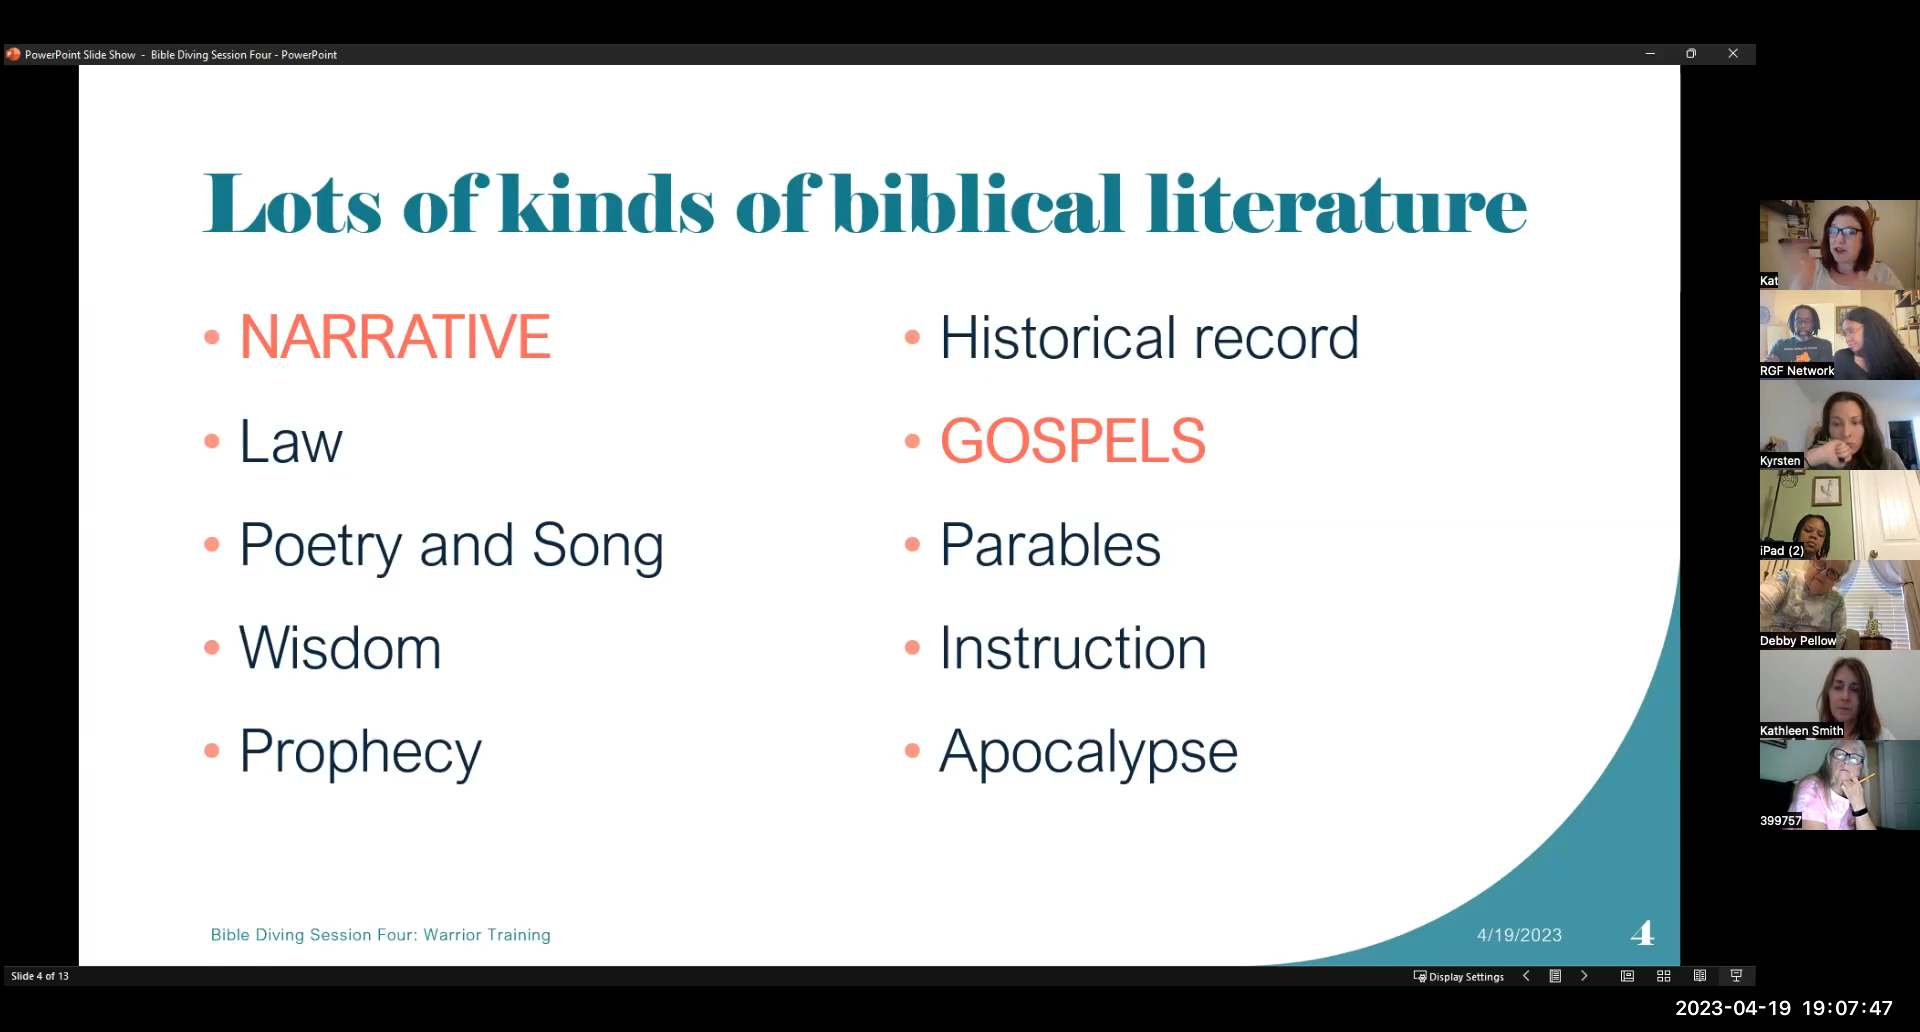 PowerPoint Slide Show - Bible Diving Session Four - PowerPoint
Lots of kinds of biblical literature
• NARRATIVE
• Law
• Poetry and Song
• Wisdom
• Prophecy
• Historical record
• GOSPELS
• Parables
• Instruction
• Apocalypse
Bible Diving Session Four: Warrior Training
4/19/2023
4
Slide 4 of 13
Display Settings
Kat
RGF Network
Kyrsten
iPad (2)
Debby Pellow
Kathleen Smith
399757
2023-04-19 19:07:47